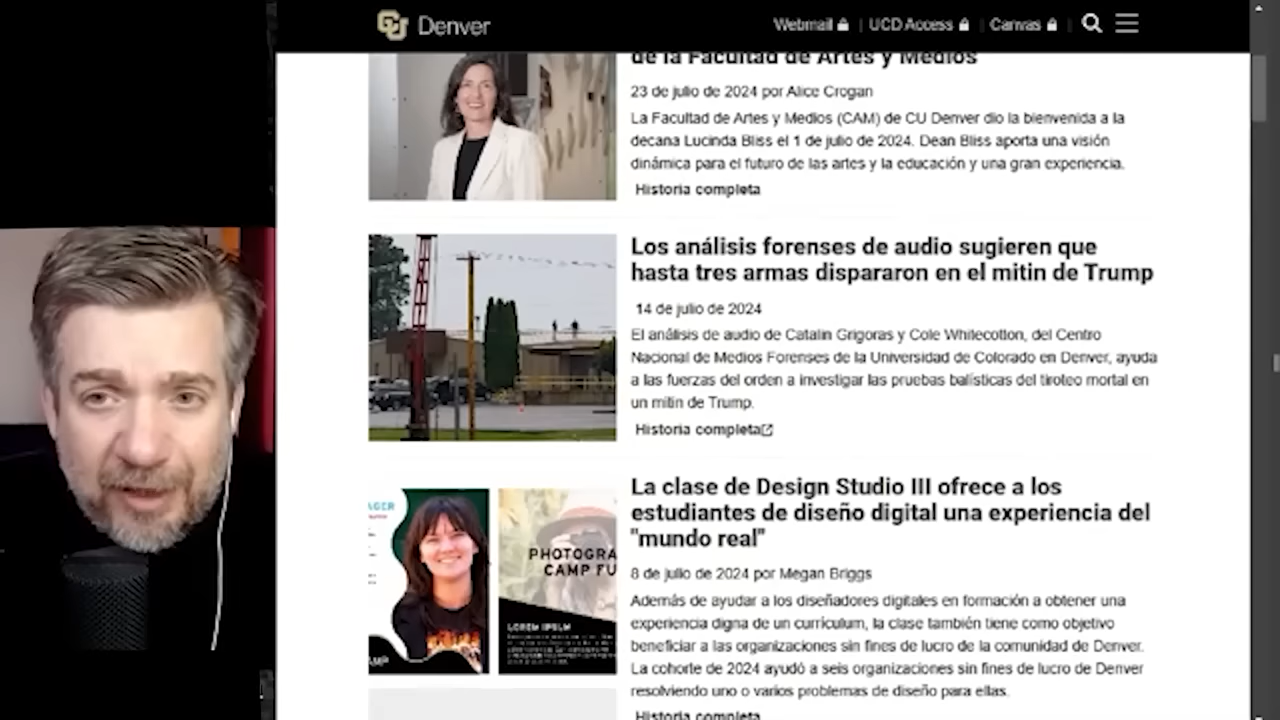 Denver
Webmail | UCD Access | Canvas
de la Facultad de Artes y Medios
23 de julio de 2024 por Alice Crogan
La Facultad de Artes y Medios (CAM) de CU Denver dio la bienvenida a la
decana Lucinda Bliss el 1 de julio de 2024. Dean Bliss aporta una visión
dinámica para el futuro de las artes y la educación y una gran experiencia.
Historia completa
Los análisis forenses de audio sugieren que
hasta tres armas dispararon en el mitin de Trump
14 de julio de 2024
El análisis de audio de Catalin Grigoras y Cole Whitecotton, del Centro
Nacional de Medios Forenses de la Universidad de Colorado en Denver, ayuda
a las fuerzas del orden a investigar las pruebas balísticas del tiroteo mortal en
un mitin de Trump.
Historia completa
La clase de Design Studio III ofrece a los
estudiantes de diseño digital una experiencia del
"mundo real"
8 de julio de 2024 por Megan Briggs
Además de ayudar a los diseñadores digitales en formación a obtener una
experiencia digna de un currículum, la clase también tiene como objetivo
beneficiar a las organizaciones sin fines de lucro de la comunidad de Denver.
La cohorte de 2024 ayudó a seis organizaciones sin fines de lucro de Denver
resolviendo uno o varios problemas de diseño para ellas.
Historia completa
AGER
PHOTOGRA
CAMP FU
LOREM IPSUM